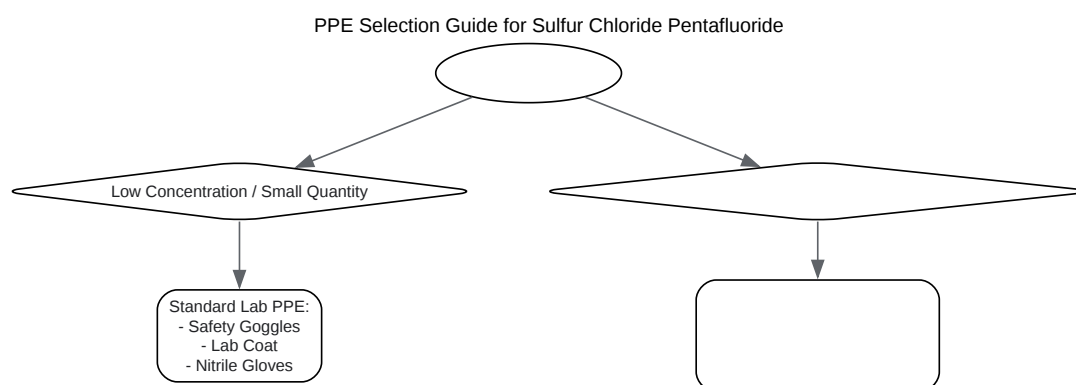 PPE Selection Guide for Sulfur Chloride Pentafluoride
Low Concentration / Small Quantity
Standard Lab PPE:
- Safety Goggles
- Lab Coat
- Nitrile Gloves